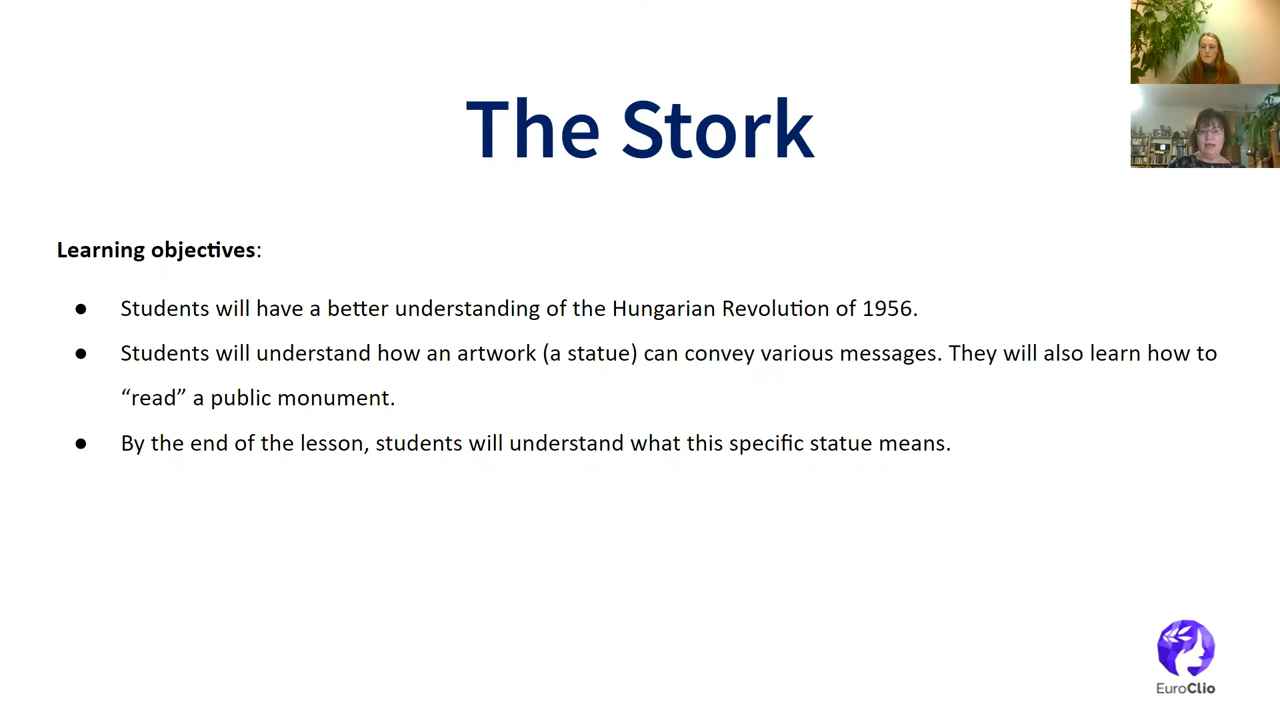 The Stork
Learning objectives:
● Students will have a better understanding of the Hungarian Revolution of 1956.
● Students will understand how an artwork (a statue) can convey various messages. They will also learn how to
“read” a public monument.
● By the end of the lesson, students will understand what this specific statue means.
EuroClio